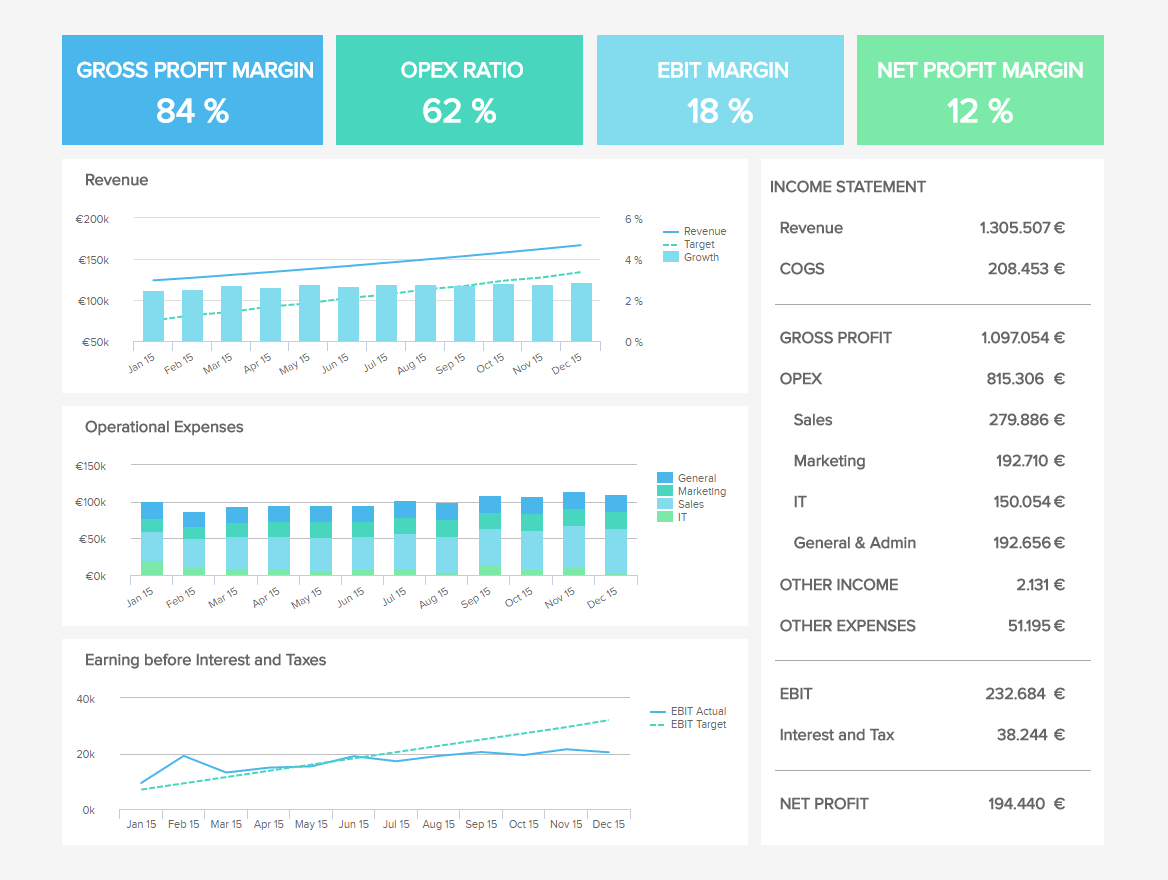 GROSS PROFIT MARGIN
84 %
OPEX RATIO
62 %
EBIT MARGIN
18 %
NET PROFIT MARGIN
12 %
Revenue
€200k
€150k
€100k
€50k
6 %
4 %
2 %
0 %
Revenue
Target
Growth
Jan 15 Feb 15 Mar 15 Apr 15 May 15 Jun 15 Jul 15 Aug 15 Sep 15 Oct 15 Nov 15 Dec 15
Operational Expenses
€150k
€100k
€50k
€0k
General
Marketing
Sales
IT
Jan 15 Feb 15 Mar 15 Apr 15 May 15 Jun 15 Jul 15 Aug 15 Sep 15 Oct 15 Nov 15 Dec 15
Earning before Interest and Taxes
40k
20k
0k
EBIT Actual
EBIT Target
Jan 15 Feb 15 Mar 15 Apr 15 May 15 Jun 15 Jul 15 Aug 15 Sep 15 Oct 15 Nov 15 Dec 15
INCOME STATEMENT
Revenue 1.305.507 €
COGS 208.453 €
GROSS PROFIT 1.097.054 €
OPEX 815.306 €
Sales 279.886 €
Marketing 192.710 €
IT 150.054 €
General & Admin 192.656 €
OTHER INCOME 2.131 €
OTHER EXPENSES 51.195 €
EBIT 232.684 €
Interest and Tax 38.244 €
NET PROFIT 194.440 €